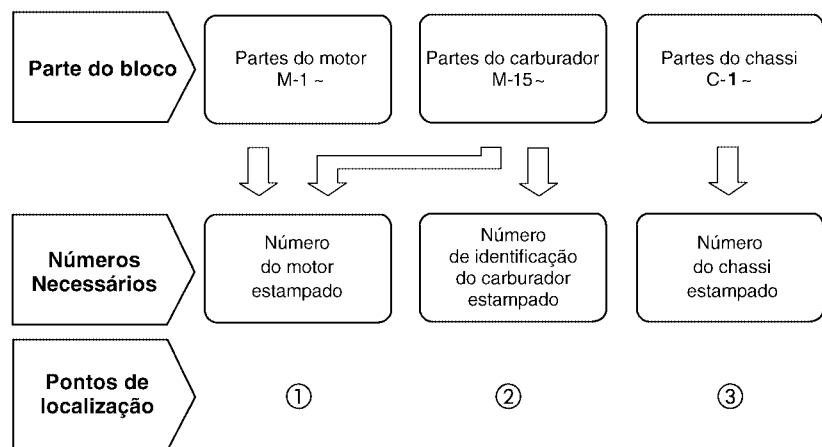 Parte do bloco
Partes do motor
M-1 ~
Partes do carburador
M-15~
Partes do chassi
C-1 ~
Números
Necessários
Número
do motor
estampado
Número
de identificação
do carburador
estampado
Número
do chassi
estampado
Pontos de
localização
①
②
③